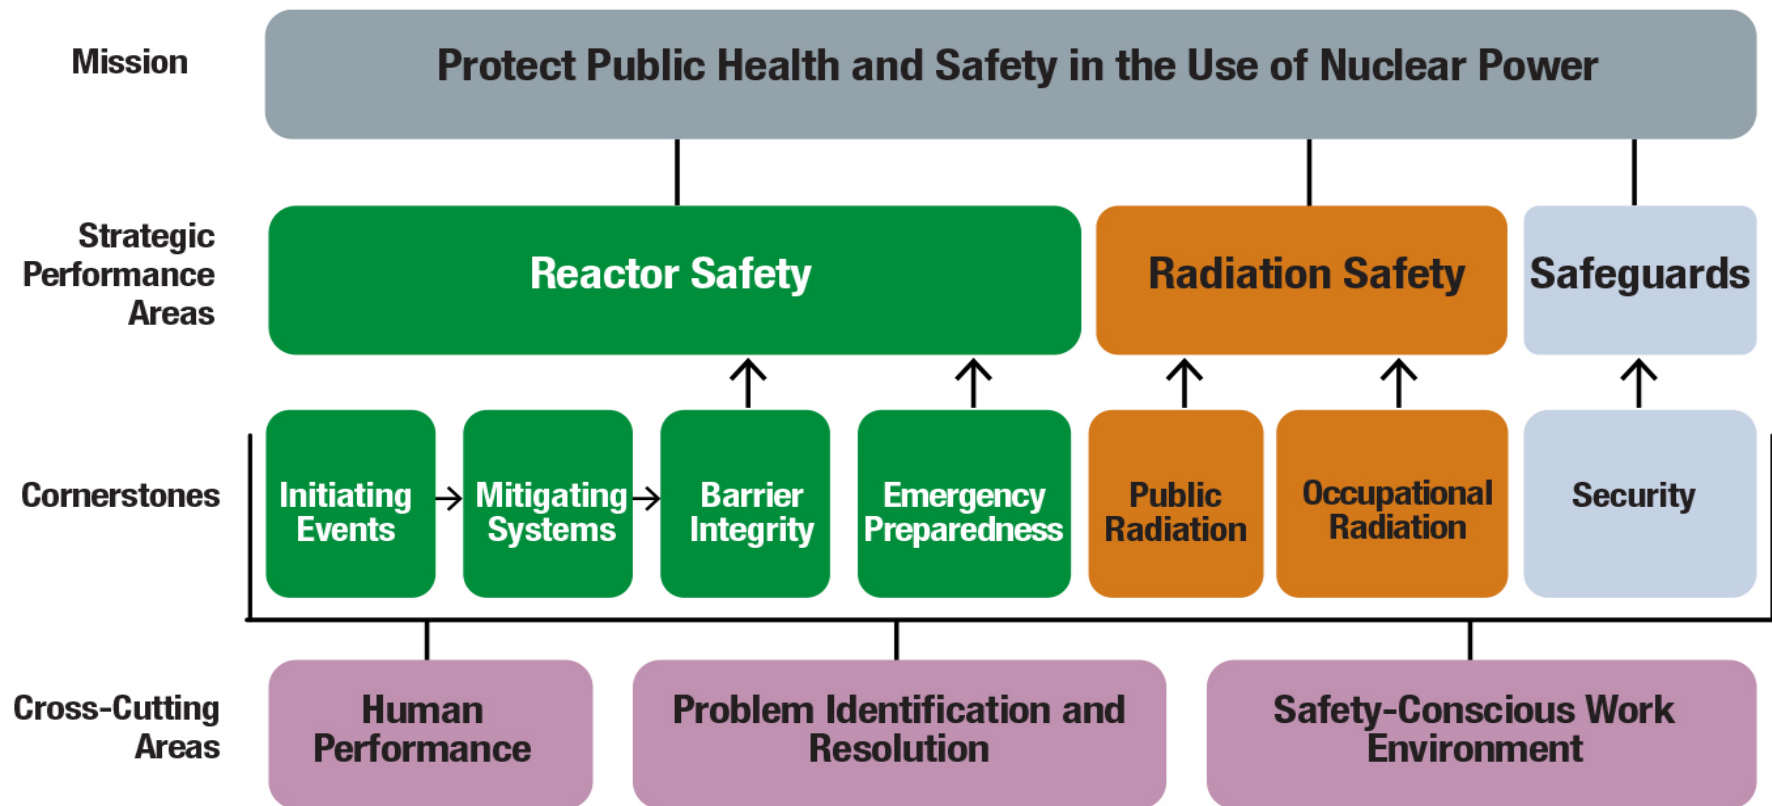 Mission
Protect Public Health and Safety in the Use of Nuclear Power
Strategic
Performance
Areas
Reactor Safety
Radiation Safety
Safeguards
Cornerstones
Initiating
Events
Mitigating
Systems
Barrier
Integrity
Emergency
Preparedness
Public
Radiation
Occupational
Radiation
Security
Cross-Cutting
Areas
Human
Performance
Problem Identification and
Resolution
Safety-Conscious Work
Environment